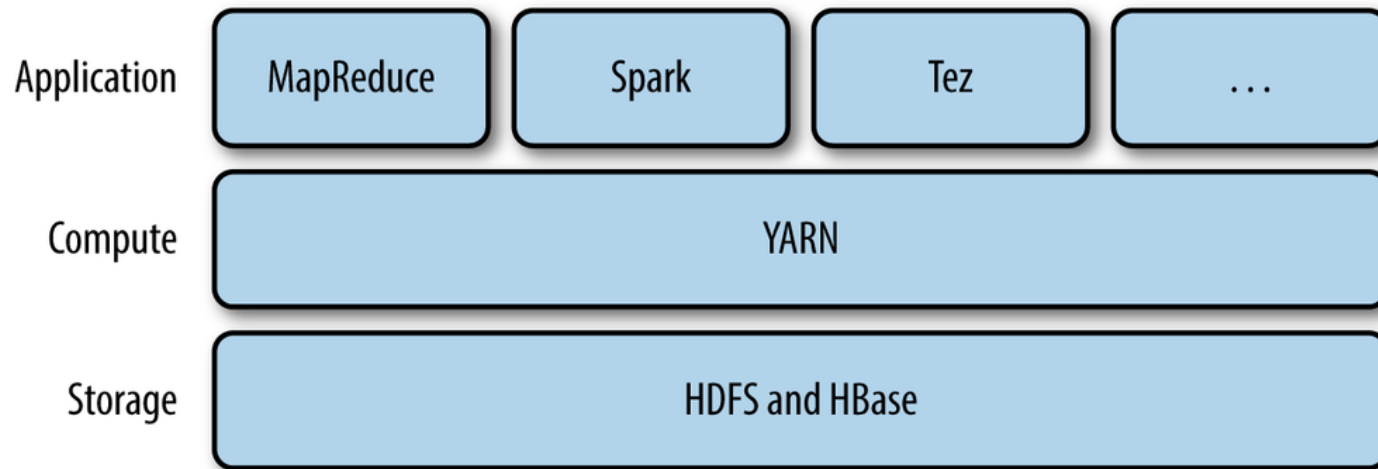 Application MapReduce Spark Tez ...
Compute YARN
Storage HDFS and HBase